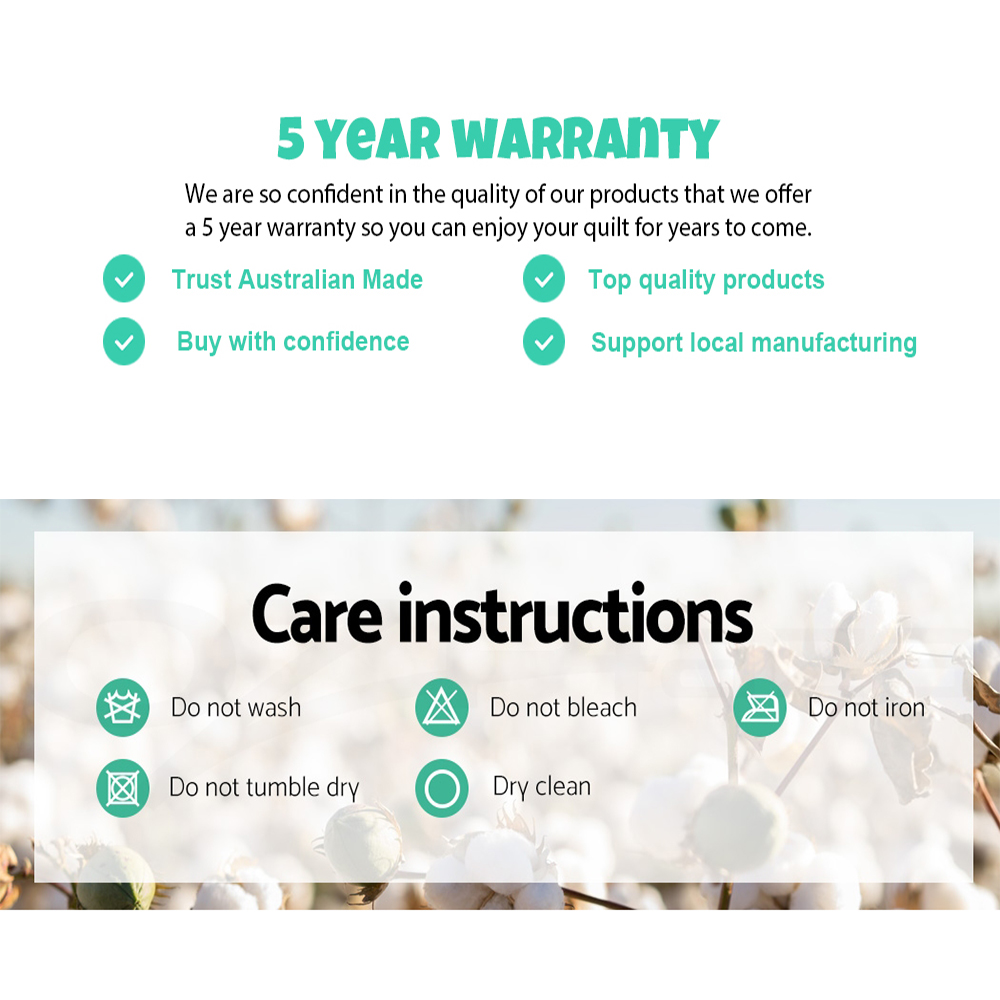 5 YeAR WARRAnTY
We are so confident in the quality of our products that we offer
a 5 year warranty so you can enjoy your quilt for years to come.
Trust Australian Made
Top quality products
Buy with confidence
Support local manufacturing
Care instructions
Do not wash
Do not bleach
Do not iron
Do not tumble dry
Dry clean